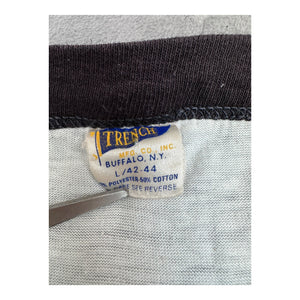 TRENCH
MFG. CO., INC.
BUFFALO, N.Y.
L/42-44
POLYESTER-50% COTTON
SEE REVERSE